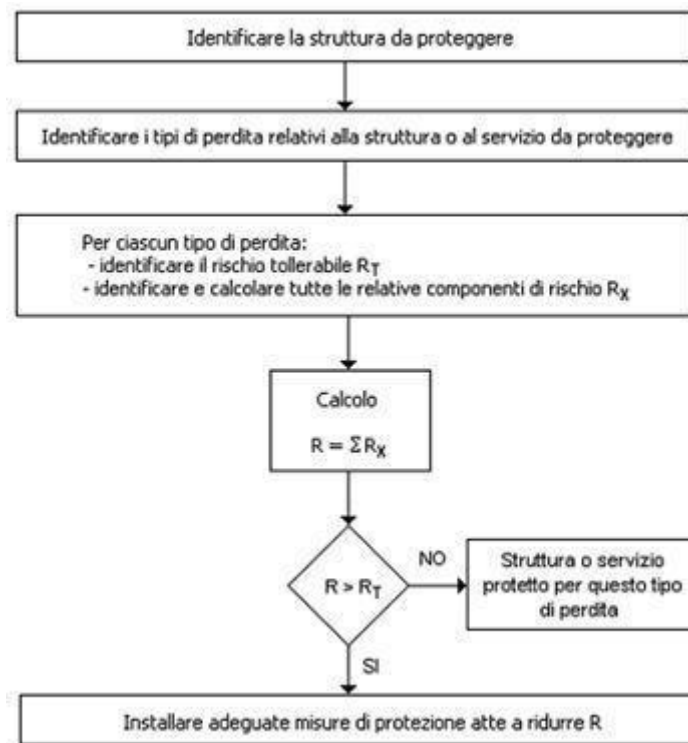 Identificare la struttura da proteggere
Identificare i tipi di perdita relativi alla struttura o al servizio da proteggere
Per ciascun tipo di perdita:
- identificare il rischio tollerabile RT
- identificare e calcolare tutte le relative componenti di rischio RX
Calcolo
R = ΣRX
R > RT
NO
Struttura o servizio
protetto per questo tipo
di perdita
SI
Installare adeguate misure di protezione atte a ridurre R